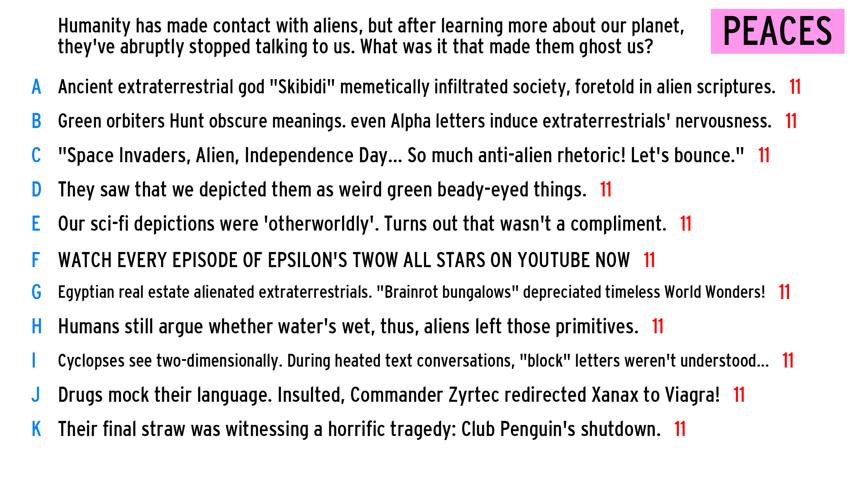 Humanity has made contact with aliens, but after learning more about our planet,
they've abruptly stopped talking to us. What was it that made them ghost us?
PEACES
A Ancient extraterrestrial god "Skibidi" memetically infiltrated society, foretold in alien scriptures. 11
B Green orbiters Hunt obscure meanings. even Alpha letters induce extraterrestrials' nervousness. 11
C "Space Invaders, Alien, Independence Day... So much anti-alien rhetoric! Let's bounce." 11
D They saw that we depicted them as weird green beady-eyed things. 11
E Our sci-fi depictions were 'otherworldly'. Turns out that wasn't a compliment. 11
F WATCH EVERY EPISODE OF EPSILON'S TWOW ALL STARS ON YOUTUBE NOW 11
G Egyptian real estate alienated extraterrestrials. "Brainrot bungalows" depreciated timeless World Wonders! 11
H Humans still argue whether water's wet, thus, aliens left those primitives. 11
I Cyclopses see two-dimensionally. During heated text conversations, "block" letters weren't understood... 11
J Drugs mock their language. Insulted, Commander Zyrtec redirected Xanax to Viagra! 11
K Their final straw was witnessing a horrific tragedy: Club Penguin's shutdown. 11